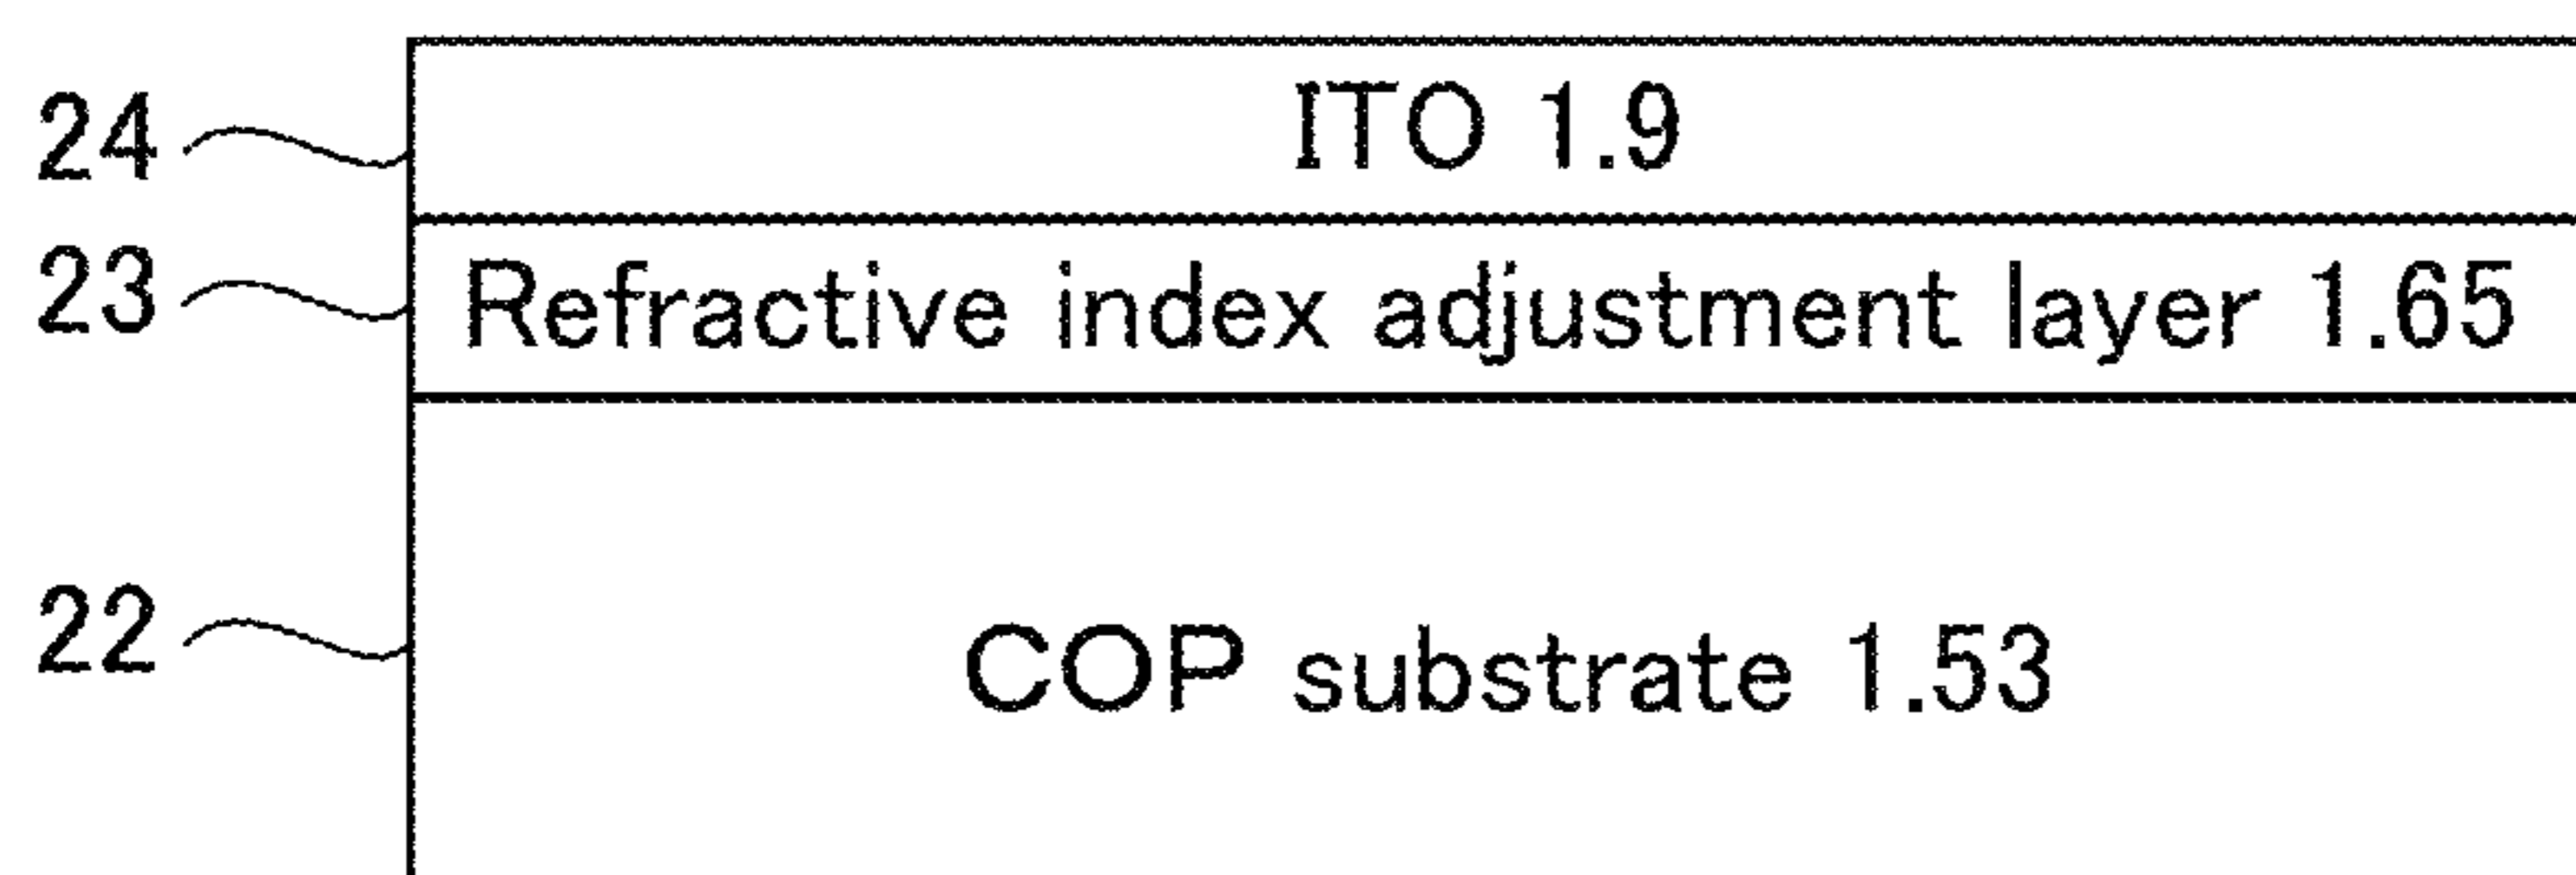 24 ITO 1.9
23 Refractive index adjustment layer 1.65
22 COP substrate 1.53